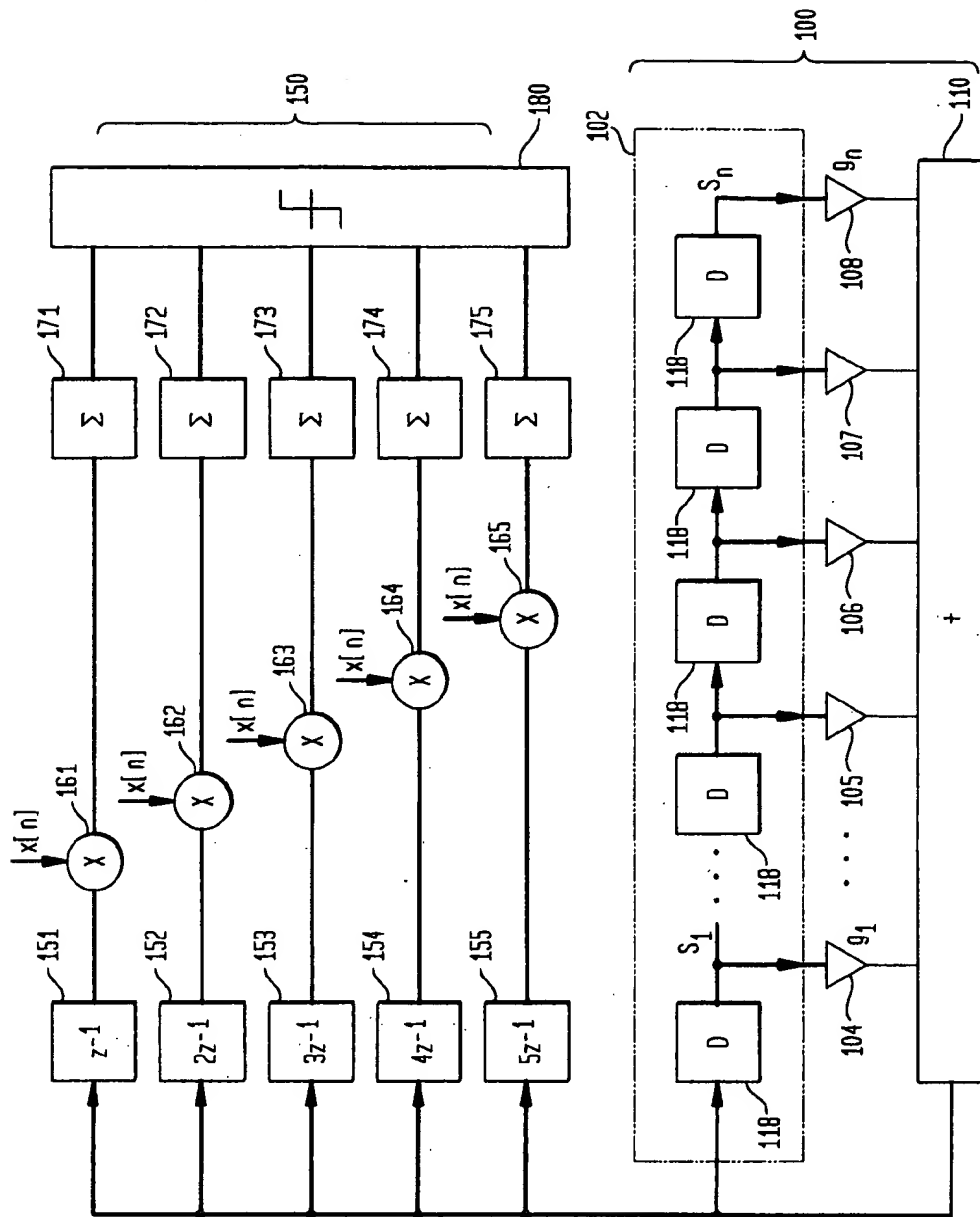 150
180
171
Σ
172
Σ
173
Σ
174
Σ
175
Σ
x[n]
161
X
x[n]
162
X
x[n]
163
X
x[n]
164
X
x[n]
165
X
151
z⁻¹
152
2z⁻¹
153
3z⁻¹
154
4z⁻¹
155
5z⁻¹
100
102
110
D
118
S₁
. . .
D
118
D
118
D
118
D
118
Sₙ
g₁
104
. . . .
105
106
107
gₙ
108
+